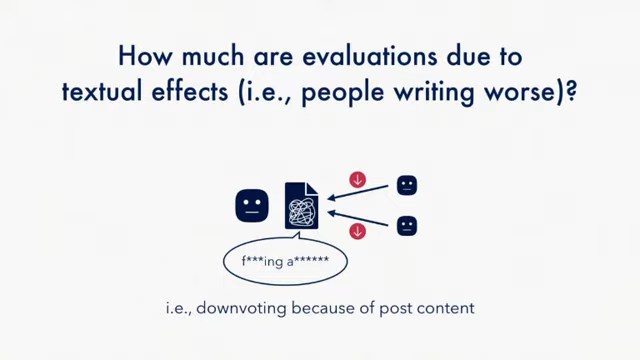 How much are evaluations due to
textual effects (i.e., people writing worse)?
f***ing a******
i.e., downvoting because of post content